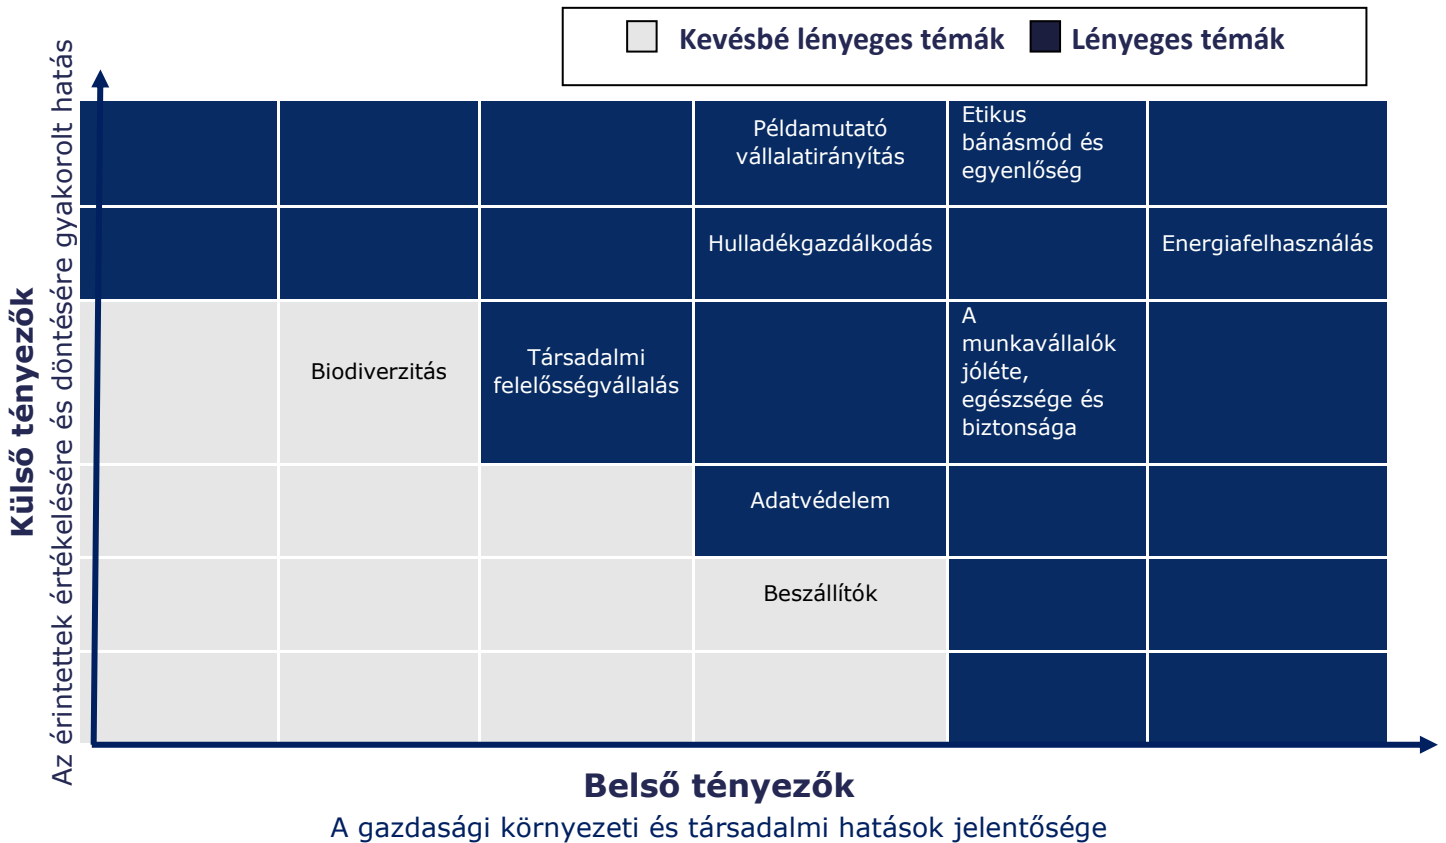 Kevésbé lényeges témák
Lényeges témák
Külső tényezők
Az érintettek értékelésére és döntésére gyakorolt hatás
Példamutató
vállalatirányítás
Etikus
bánásmód és
egyenlőség
Hulladékgazdálkodás
Energiafelhasználás
Biodiverzitás
Társadalmi
felelősségvállalás
A
munkavállalók
jóléte,
egészsége és
biztonsága
Adatvédelem
Beszállítók
Belső tényezők
A gazdasági környezeti és társadalmi hatások jelentősége